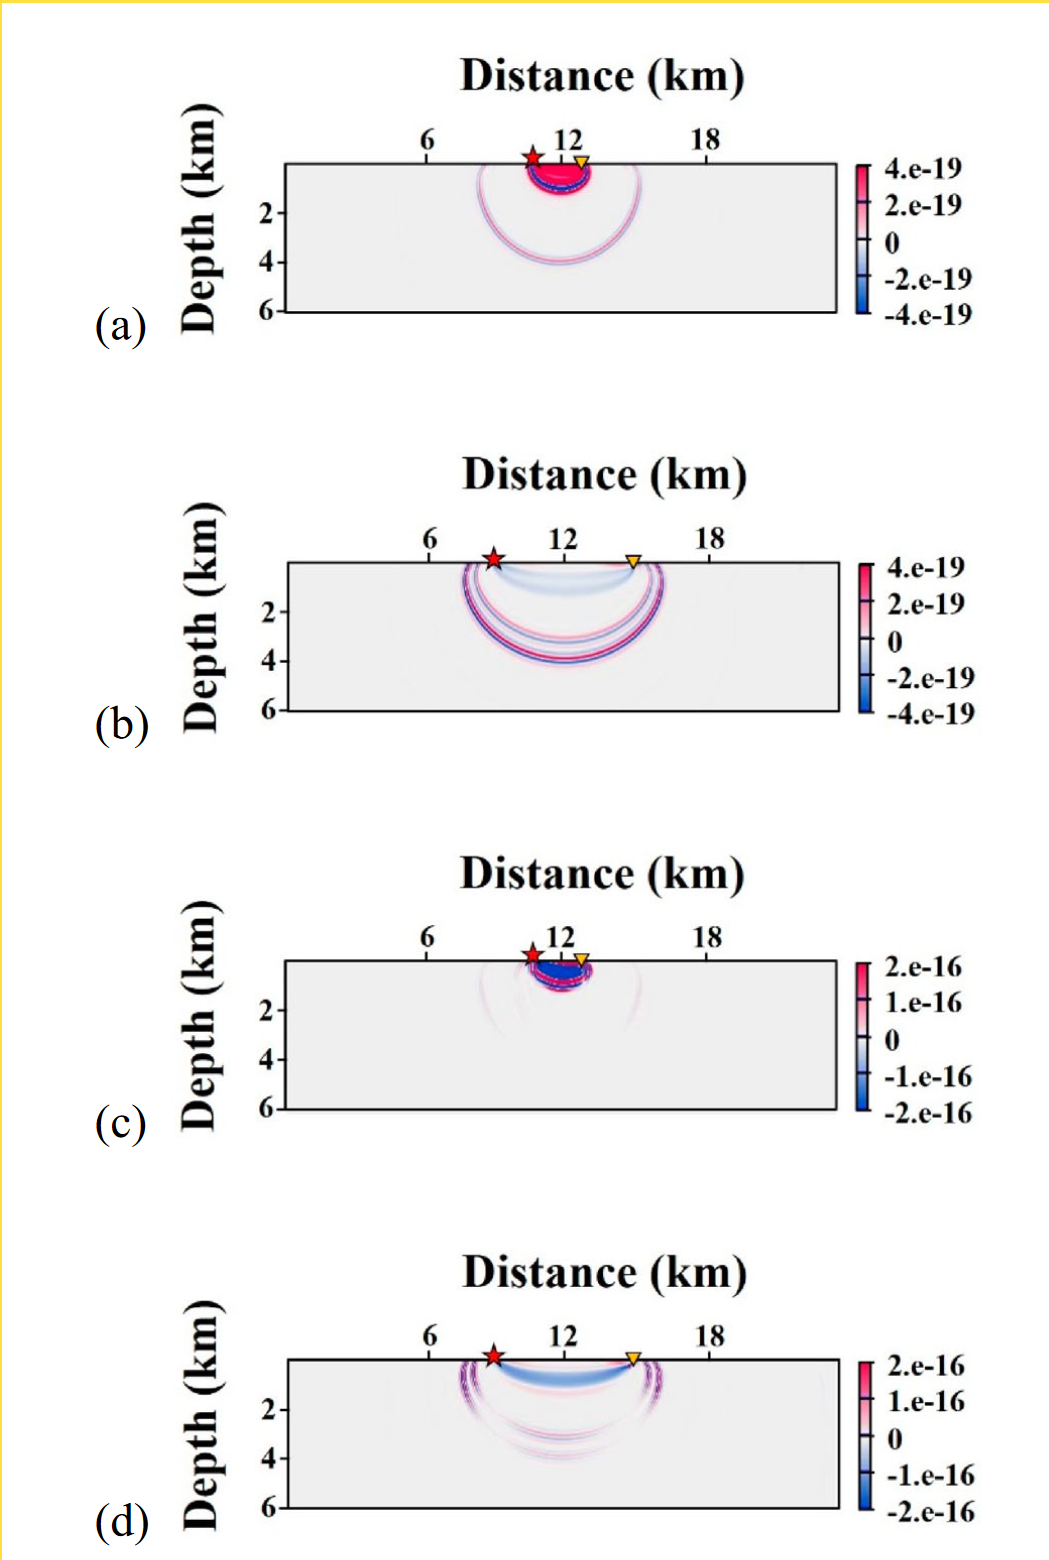 Distance (km)
6 12 18
Depth (km)
2
4
6
4.e-19
2.e-19
0
-2.e-19
-4.e-19
(a)
Distance (km)
6 12 18
Depth (km)
2
4
6
4.e-19
2.e-19
0
-2.e-19
-4.e-19
(b)
Distance (km)
6 12 18
Depth (km)
2
4
6
2.e-16
1.e-16
0
-1.e-16
-2.e-16
(c)
Distance (km)
6 12 18
Depth (km)
2
4
6
2.e-16
1.e-16
0
-1.e-16
-2.e-16
(d)